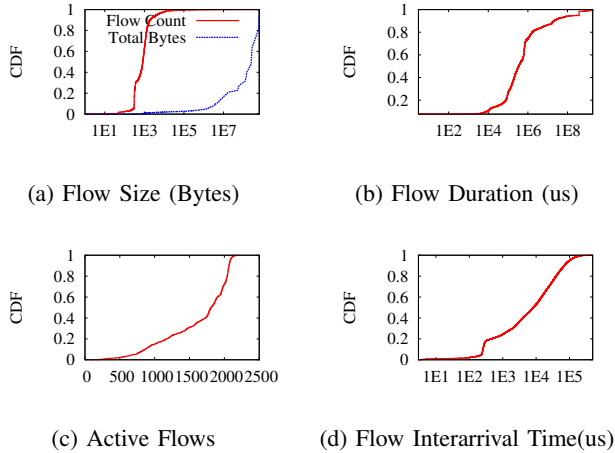 1
0.8
0.6
0.4
0.2
0
CDF
Flow Count
Total Bytes
1E1 1E3 1E5 1E7
(a) Flow Size (Bytes)
1
0.8
0.6
0.4
0.2
0
CDF
1E2 1E4 1E6 1E8
(b) Flow Duration (us)
1
0.8
0.6
0.4
0.2
0
CDF
0 500 1000 1500 2000 2500
(c) Active Flows
1
0.8
0.6
0.4
0.2
0
CDF
1E1 1E2 1E3 1E4 1E5
(d) Flow Interarrival Time(us)